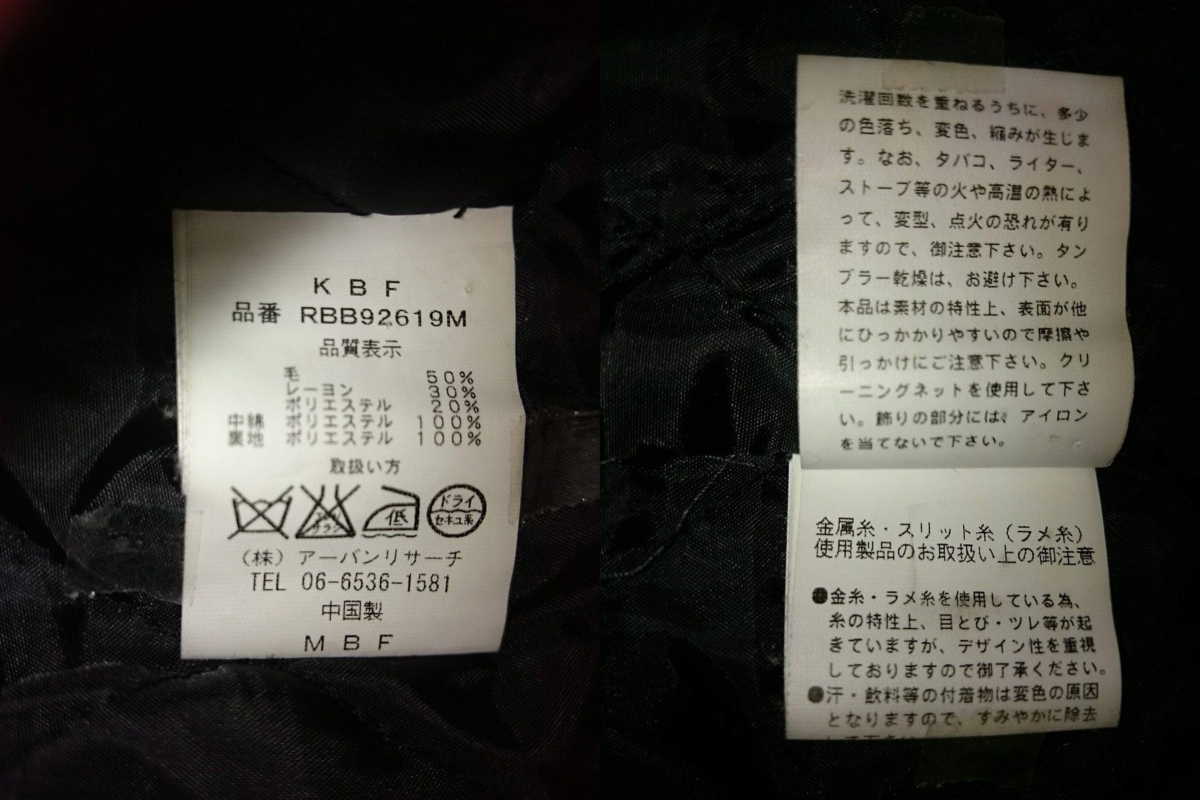 KBF
品番 RBB92619M
品質表示
毛 50%
レーヨン 30%
ポリエステル 20%
中綿 ポリエステル 100%
裏地 ポリエステル 100%
取扱い方
低
ドライ
セキユ系
(株) アーバンリサーチ
TEL 06-6536-1581
中国製
MBF
洗濯回数を重ねるうちに、多少
の色落ち、変色、縮みが生じま
す。なお、タバコ、ライター、
ストーブ等の火や高温の熱によ
って、変型、点火の恐れが有り
ますので、御注意下さい。タン
ブラー乾燥は、お避け下さい。
本品は素材の特性上、表面が他
にひっかかりやすいので摩擦や
引っかけにご注意下さい。クリ
ーニングネットを使用して下さ
い。飾りの部分には、アイロン
を当てないで下さい。
金属糸・スリット糸(ラメ糸)
使用製品のお取扱い上の御注意
●金糸・ラメ糸を使用している為、
糸の特性上、目とび・ツレ等が起
きていますが、デザイン性を重視
しておりますので御了承ください。
●汗・飲料等の付着物は変色の原因
となりますので、すみやかに除去